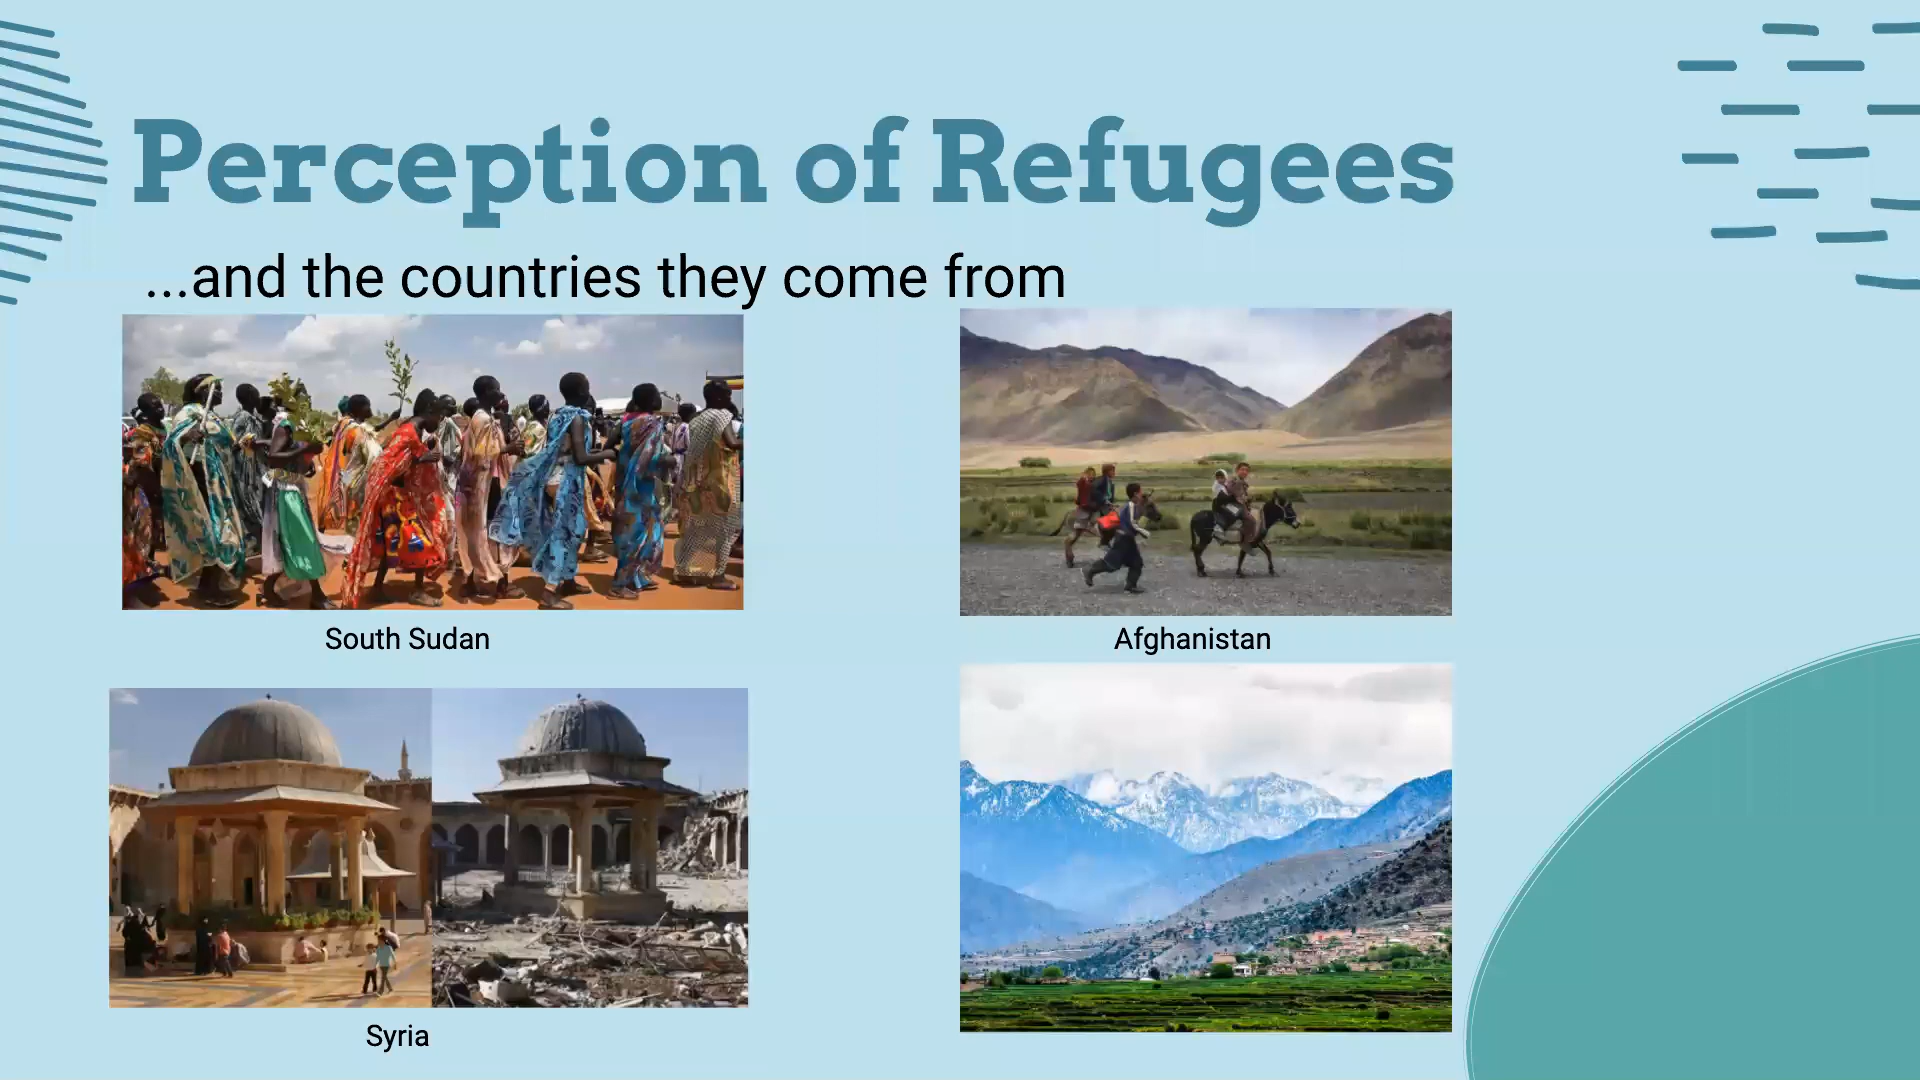 Perception of Refugees
...and the countries they come from
South Sudan
Afghanistan
Syria